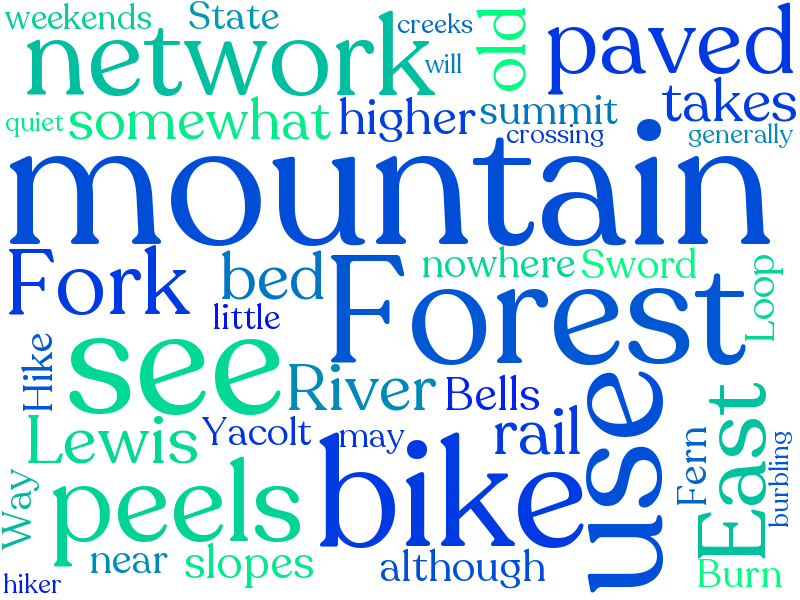 weekends
State
creeks
old
paved
network
will
takes
quiet
somewhat
higher
summit
crossing
generally
mountain
Fork
bed
Forest
nowhere
Sword
Loop
little
see
Hike
River
Bells
use
East
Lewis
Yacolt
may
rail
bike
Fern
burbling
Way
peels
near
slopes
although
Burn
hiker